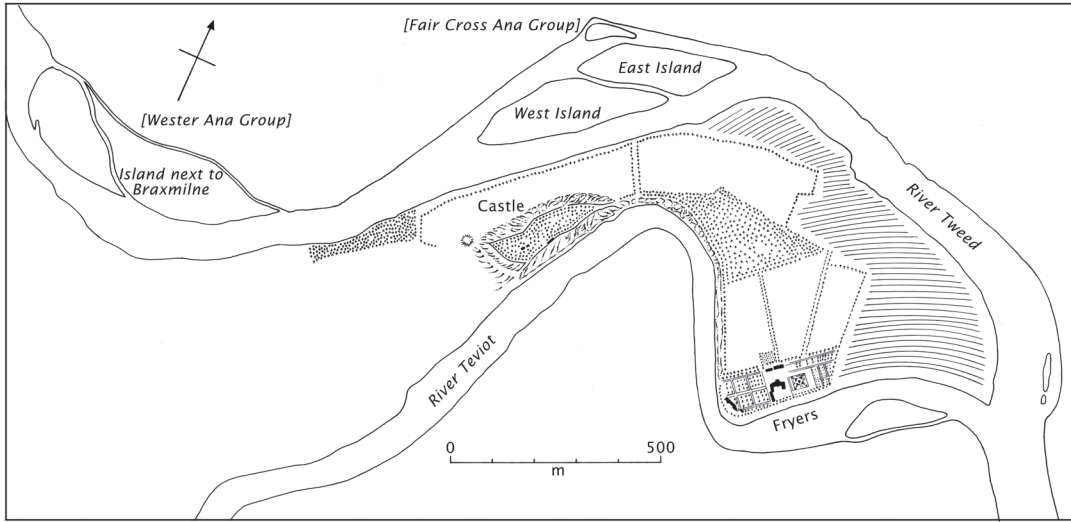 [Fair Cross Ana Group]
East Island
West Island
[Wester Ana Group]
Island next to
Braxmilne
Castle
River Tweed
River Teviot
Fryers
0 500
m